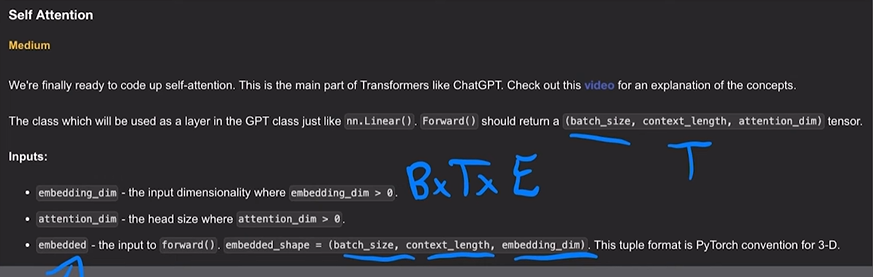 Self Attention
Medium
We're finally ready to code up self-attention. This is the main part of Transformers like ChatGPT. Check out this video for an explanation of the concepts.
The class which will be used as a layer in the GPT class just like nn.Linear(). Forward() should return a (batch_size, context_length, attention_dim) tensor.
T
Inputs:
BxTxE
• embedding_dim - the input dimensionality where embedding_dim > 0.
• attention_dim - the head size where attention_dim > 0.
• embedded - the input to forward(). embedded_shape = (batch_size, context_length, embedding_dim). This tuple format is PyTorch convention for 3-D.